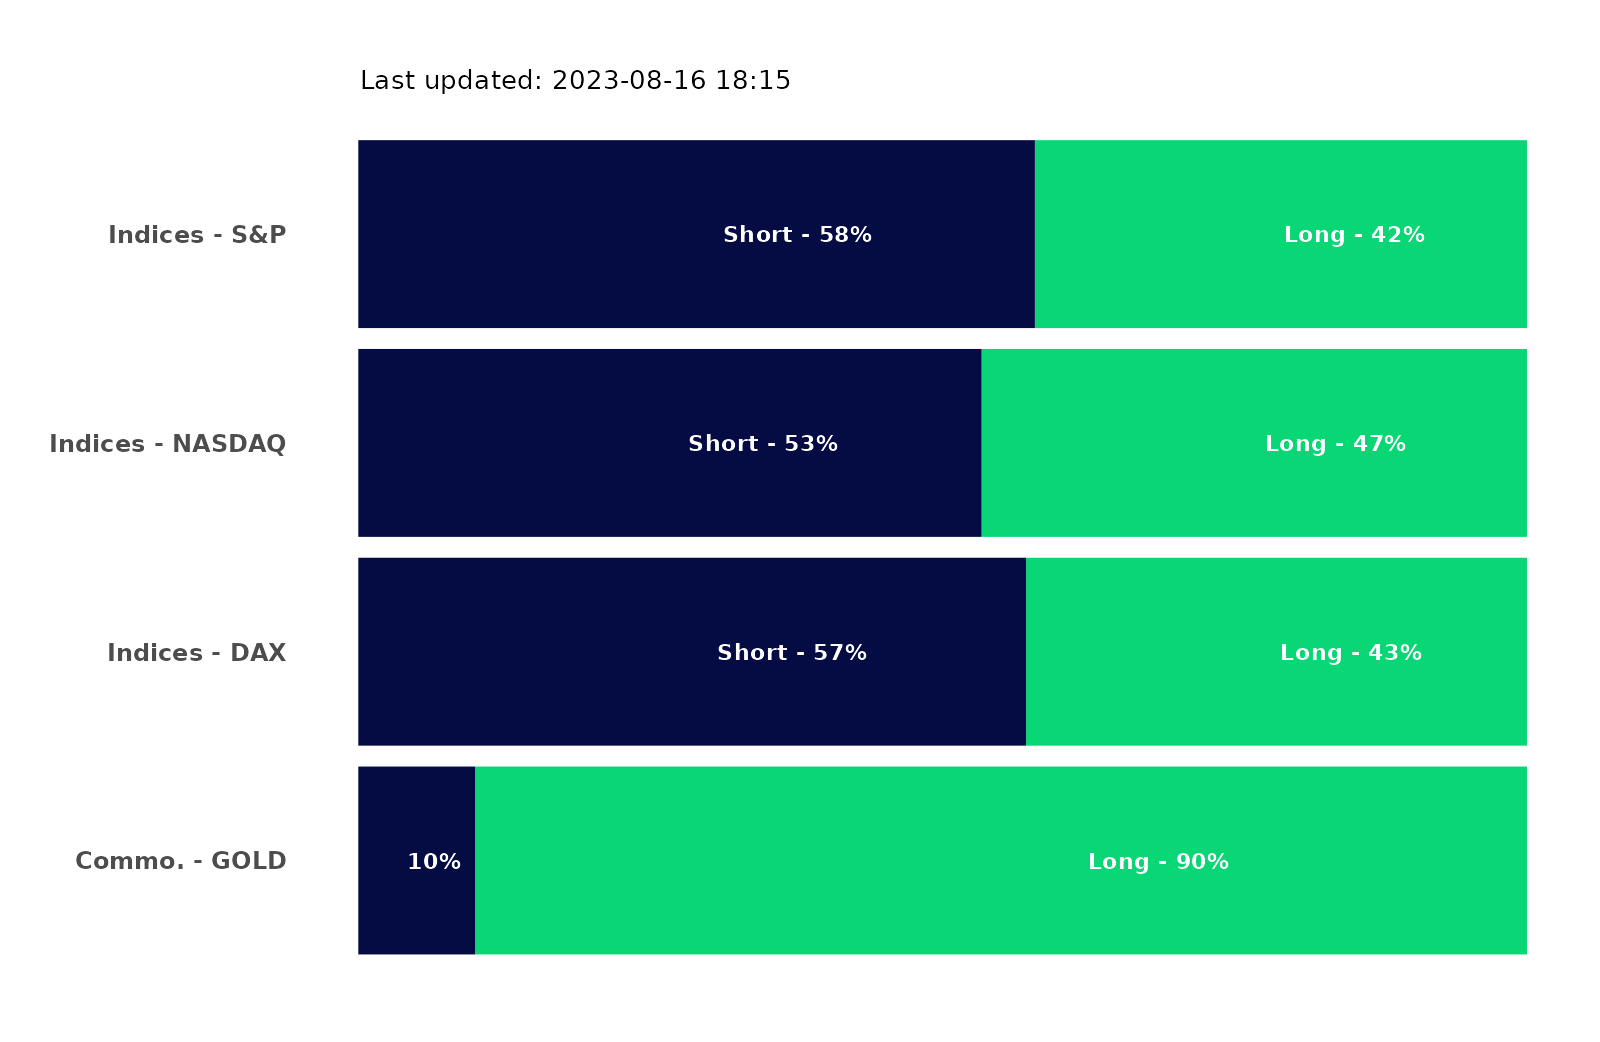 Last updated: 2023-08-16 18:15
Indices - S&P
Short - 58%
Long - 42%
Indices - NASDAQ
Short - 53%
Long - 47%
Indices - DAX
Short - 57%
Long - 43%
Commo. - GOLD
10%
Long - 90%